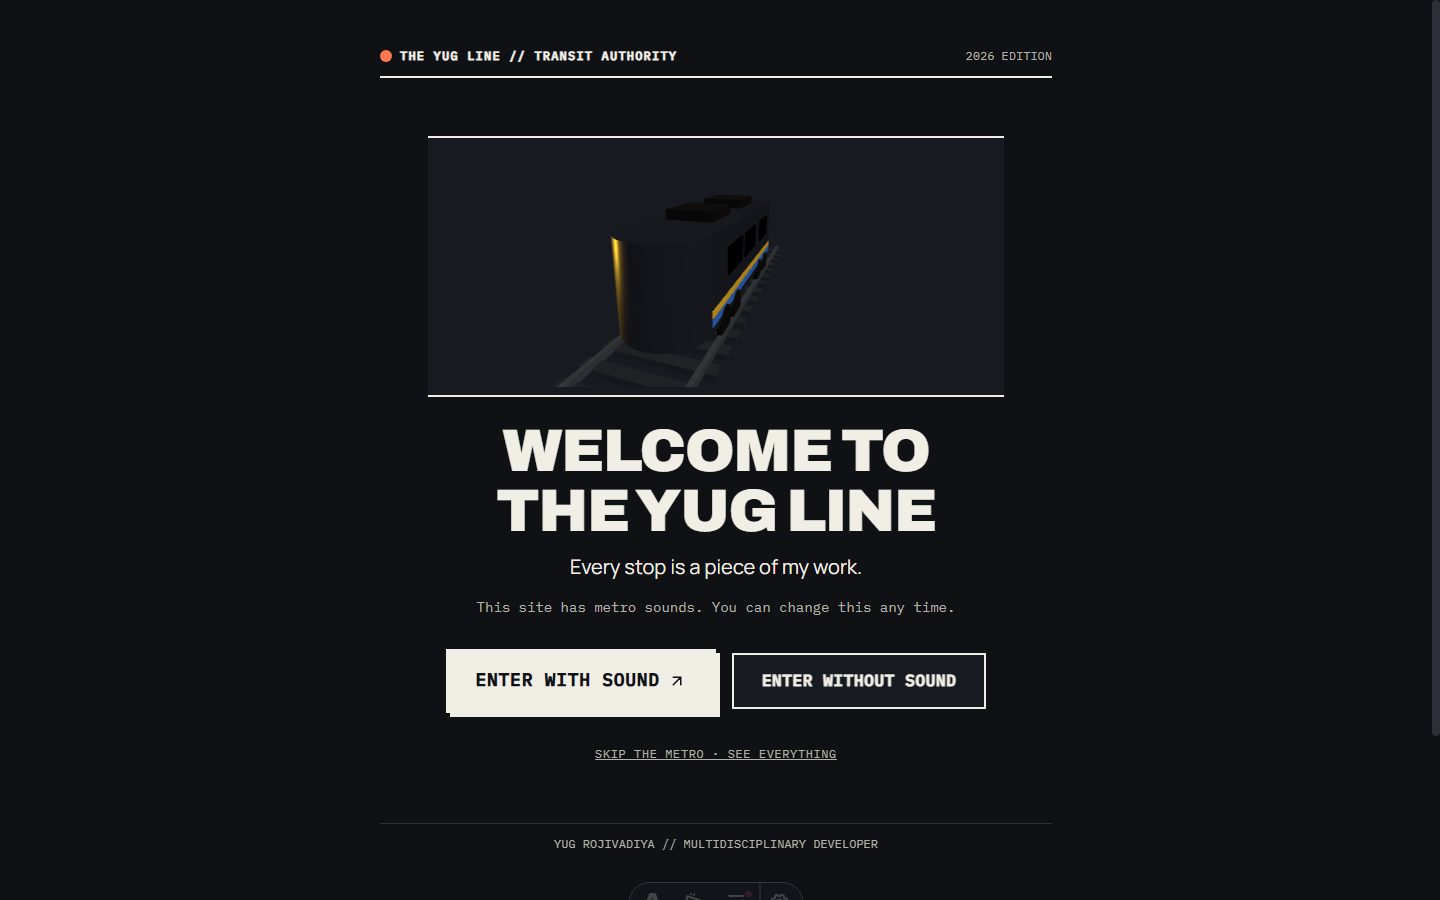 THE YUG LINE // TRANSIT AUTHORITY
2026 EDITION
WELCOME TO
THE YUG LINE
Every stop is a piece of my work.
This site has metro sounds. You can change this any time.
ENTER WITH SOUND ↗
ENTER WITHOUT SOUND
SKIP THE METRO · SEE EVERYTHING
YUG ROJIVADIYA // MULTIDISCIPLINARY DEVELOPER